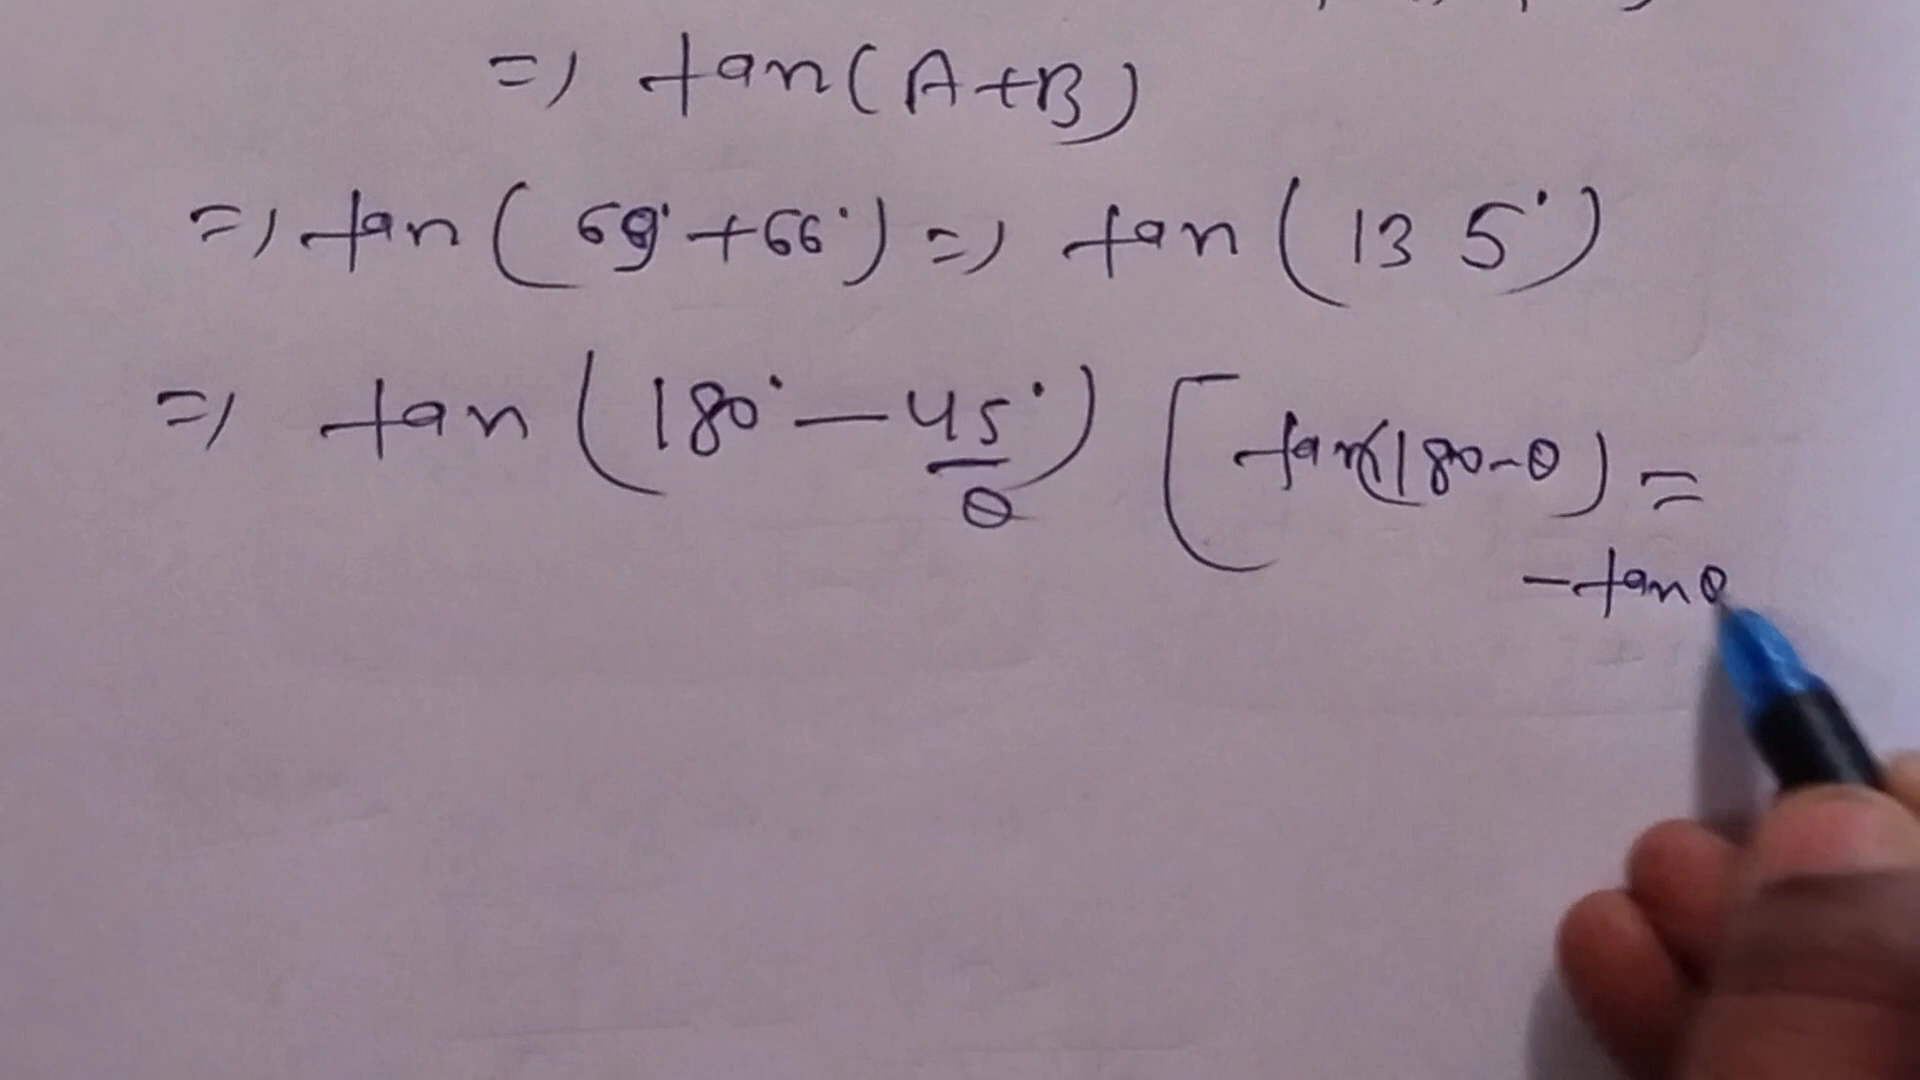 => tan(A+B)
=> tan(69°+66°) => tan(135°)
=> tan(180°-45°) [tan(180-θ)=
θ
-tanθ